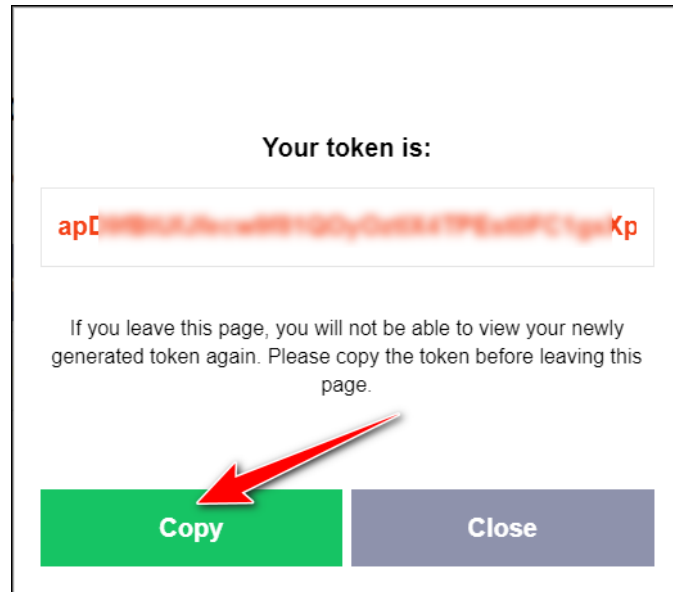 Your token is:
If you leave this page, you will not be able to view your newly
generated token again. Please copy the token before leaving this
page.
Copy
Close